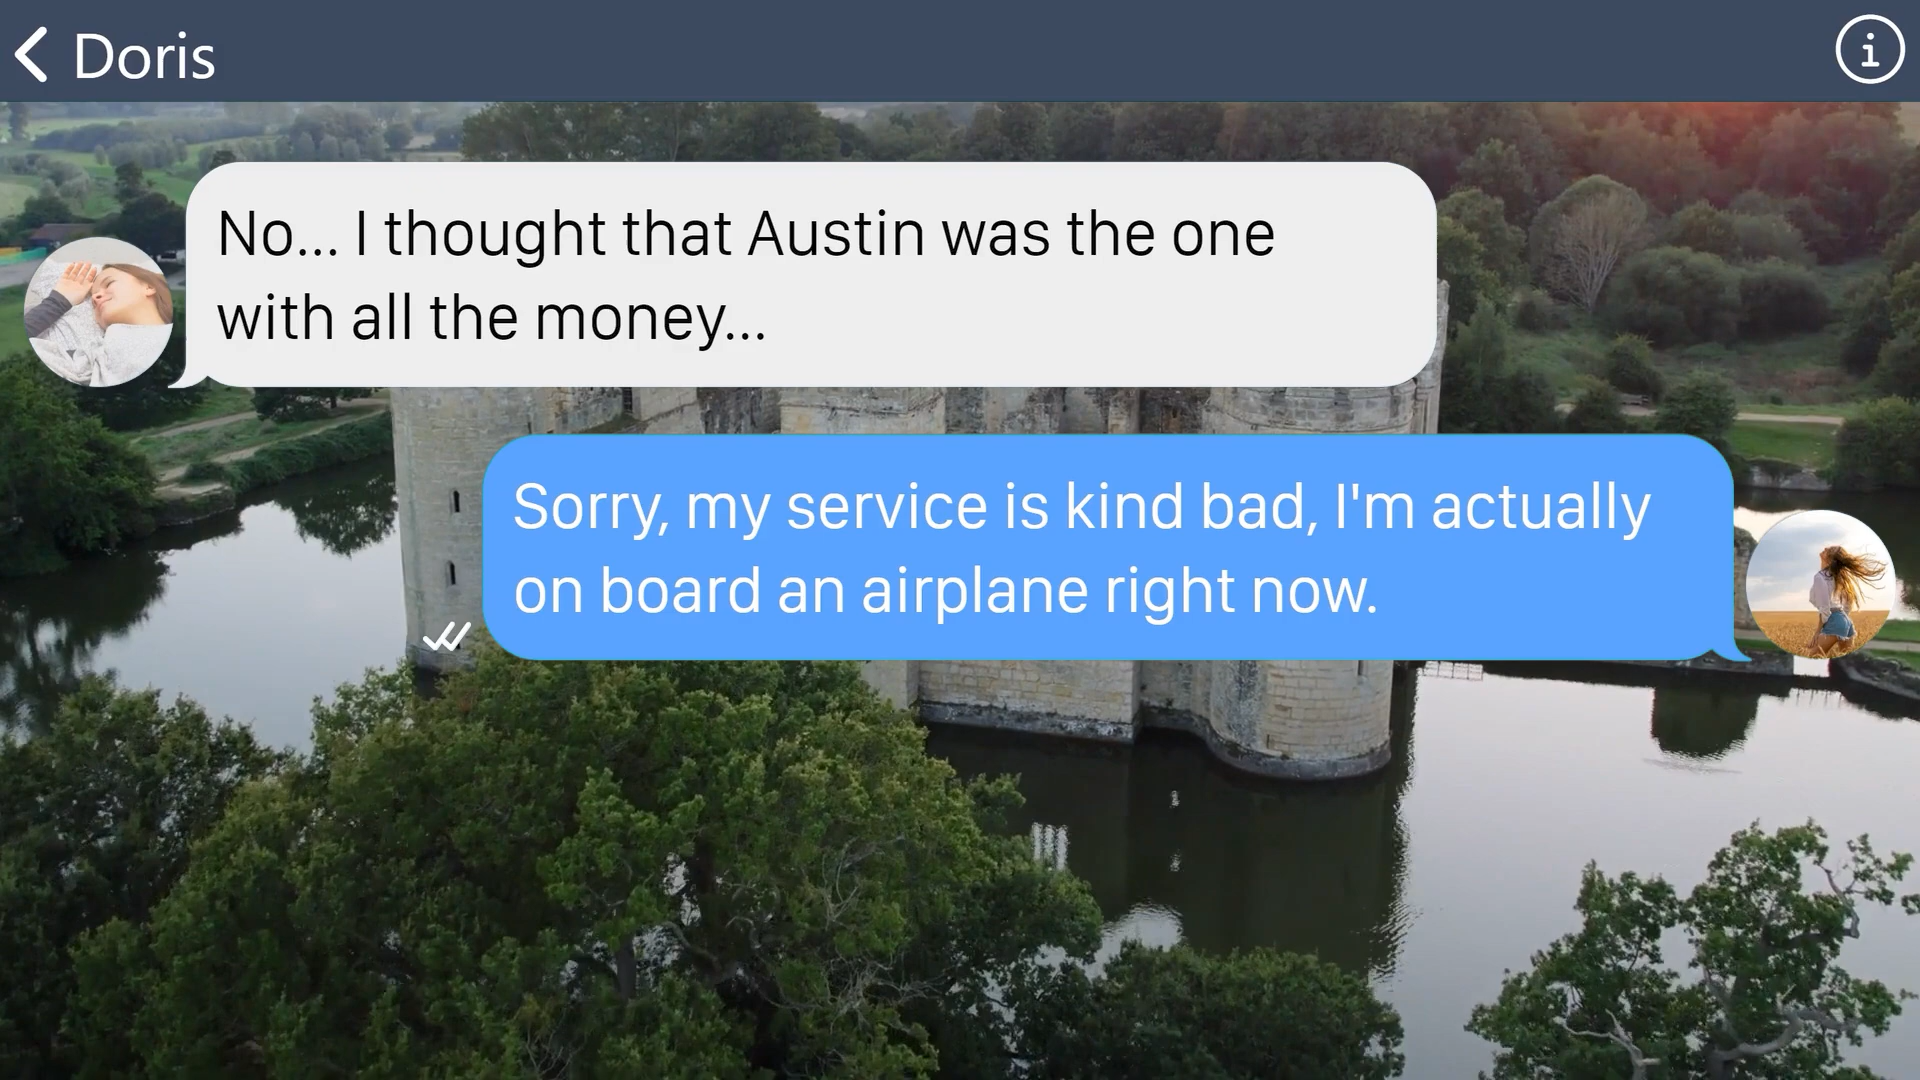 Doris
No... I thought that Austin was the one
with all the money...
Sorry, my service is kind bad, I'm actually
on board an airplane right now.